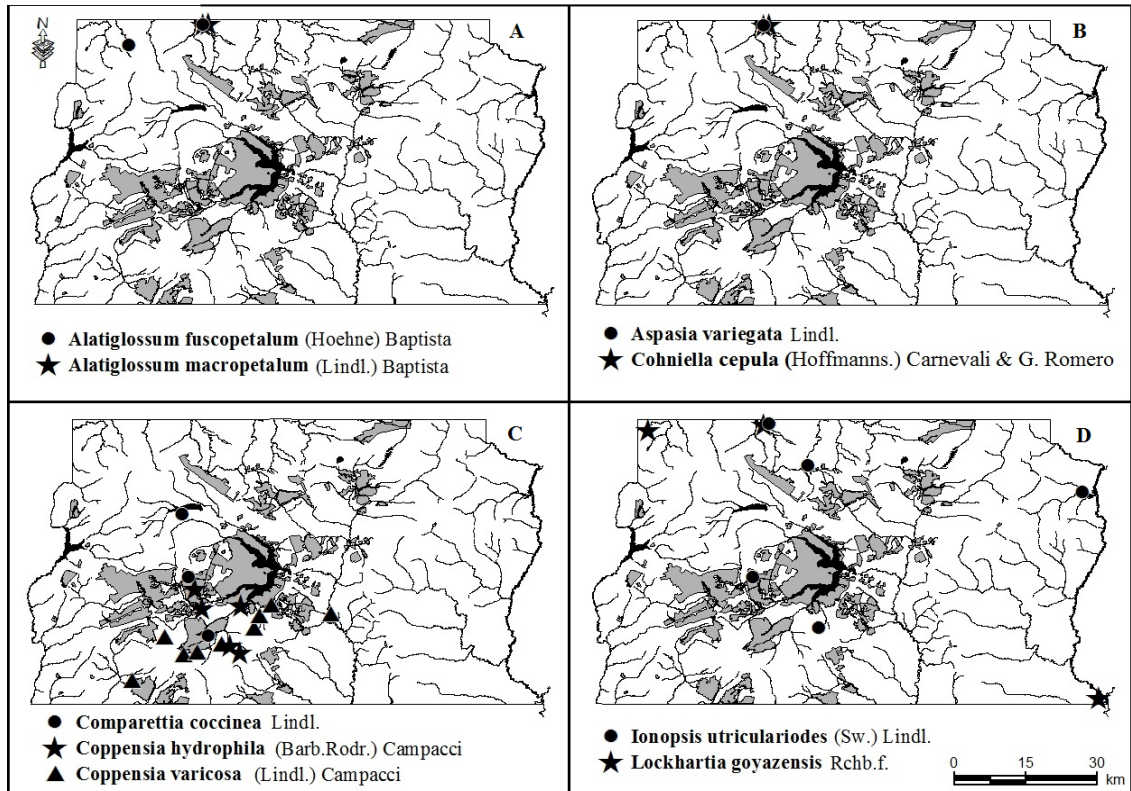 N
A
Alatiglossum fuscopetalum (Hoehne) Baptista
Alatiglossum macropetalum (Lindl.) Baptista
B
Aspasia variegata Lindl.
Cohniella cepula (Hoffmanns.) Carnevali & G. Romero
C
Comparettia coccinea Lindl.
Coppensia hydrophila (Barb.Rodr.) Campacci
Coppensia varicosa (Lindl.) Campacci
D
Ionopsis utriculariodes (Sw.) Lindl.
Lockhartia goyazensis Rchb.f.
0 15 30
km